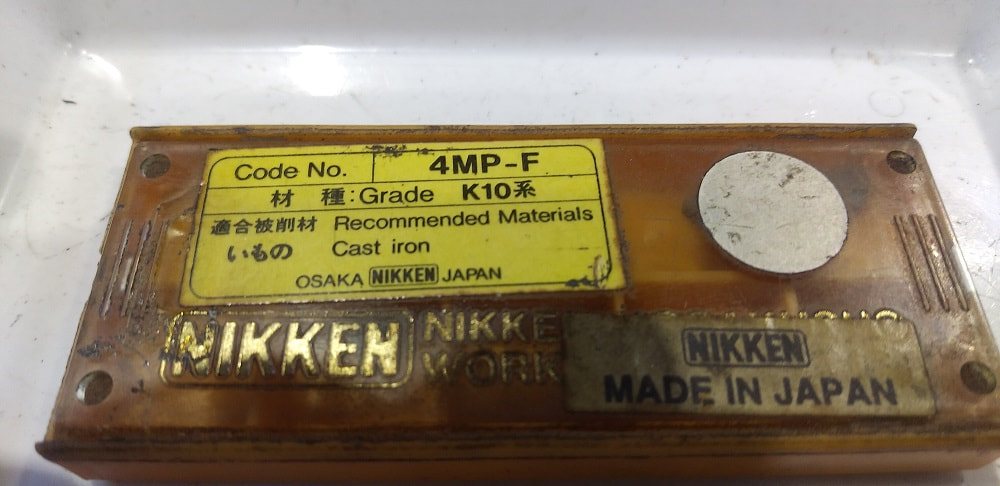 Code No. 4MP-F
材 種:Grade K10系
適合被削材 Recommended Materials
いもの Cast iron
OSAKA NIKKEN JAPAN
NIKKEN
NIKKE
WORK
NIKKEN
MADE IN JAPAN